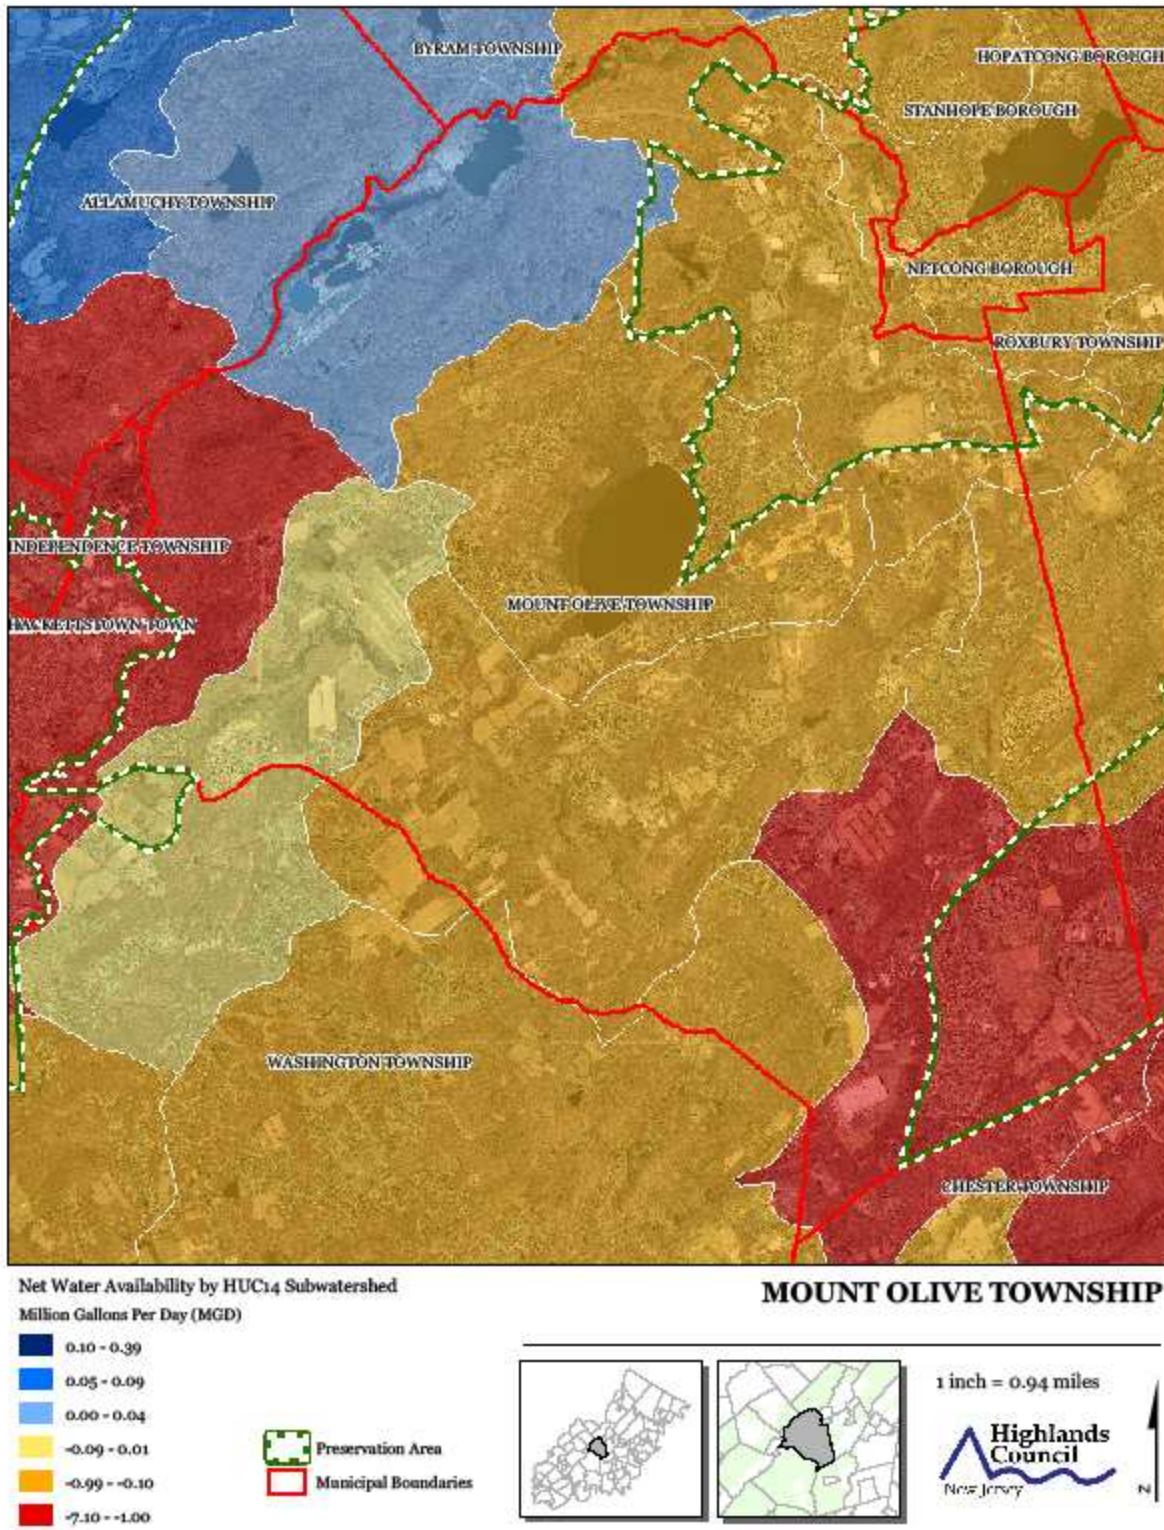 BYRAM TOWNSHIP
HOPATCONG BOROUGH
STANHOPE BOROUGH
ALLAMUCHY TOWNSHIP
NETCONG BOROUGH
ROXBURY TOWNSHIP
INDEPENDENCE TOWNSHIP
MOUNT OLIVE TOWNSHIP
HACKETTSTOWN TOWN
WASHINGTON TOWNSHIP
CHESTER TOWNSHIP
Net Water Availability by HUC14 Subwatershed
Million Gallons Per Day (MGD)
0.10 - 0.39
0.05 - 0.09
0.00 - 0.04
-0.09 - 0.01
-0.99 - -0.10
-7.10 - -1.00
Preservation Area
Municipal Boundaries
MOUNT OLIVE TOWNSHIP
1 inch = 0.94 miles
Highlands
Council
New Jersey
N